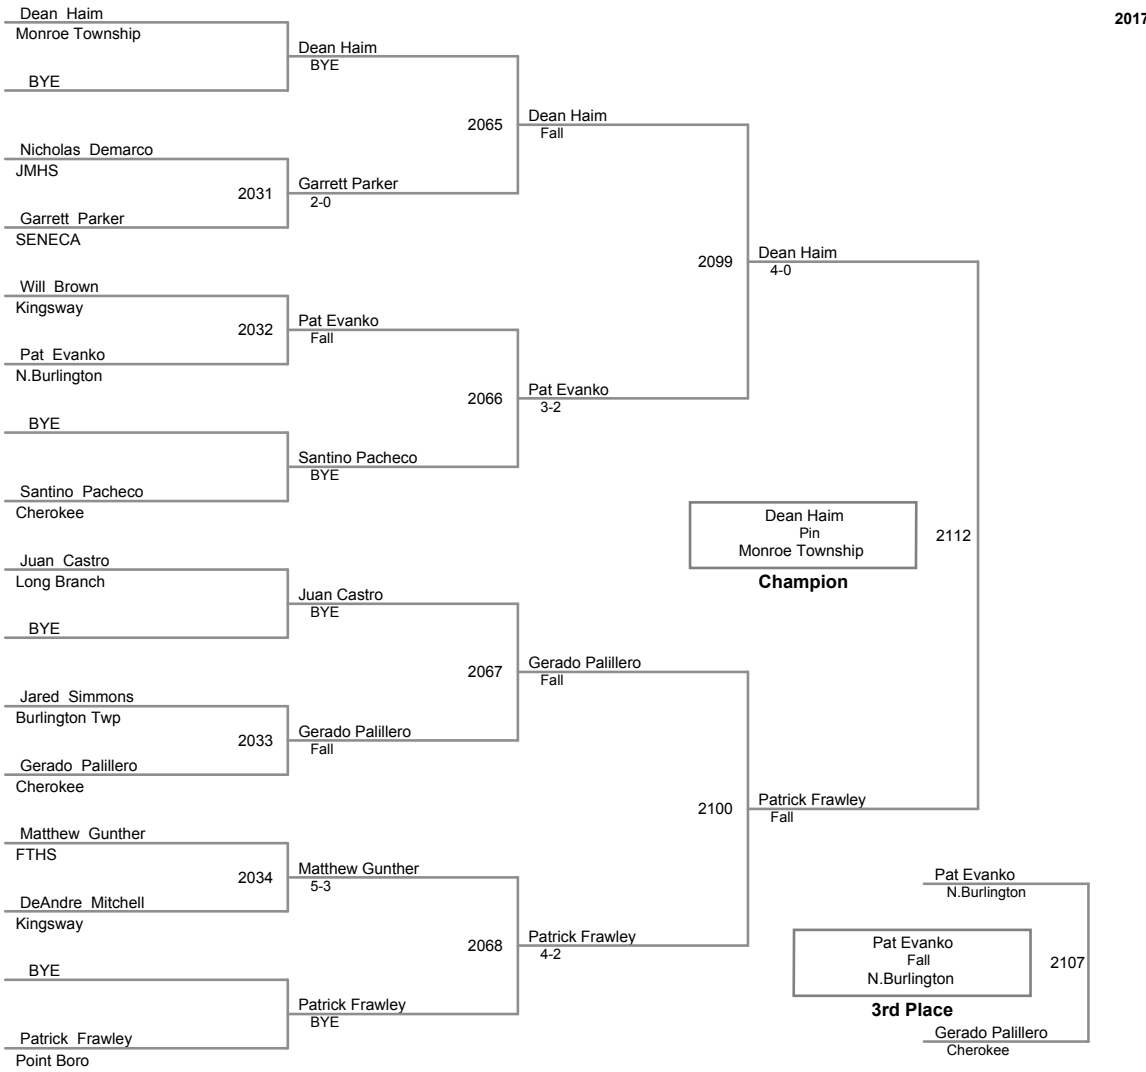 2017
Dean Haim
Monroe Township
BYE
Nicholas Demarco
JMHS
2031
Garrett Parker
SENECA
Will Brown
Kingsway
2032
Pat Evanko
N.Burlington
BYE
Santino Pacheco
Cherokee
Juan Castro
Long Branch
BYE
Jared Simmons
Burlington Twp
2033
Gerado Palillero
Cherokee
Matthew Gunther
FTHS
2034
DeAndre Mitchell
Kingsway
BYE
Patrick Frawley
Point Boro
Dean Haim
BYE
2065
Garrett Parker
2-0
Pat Evanko
Fall
2066
Santino Pacheco
BYE
Juan Castro
BYE
2067
Gerado Palillero
Fall
Matthew Gunther
5-3
2068
Patrick Frawley
BYE
Dean Haim
Fall
2099
Pat Evanko
3-2
Gerado Palillero
Fall
2100
Patrick Frawley
4-2
Dean Haim
4-0
Dean Haim
Pin
Monroe Township
Champion
2112
Patrick Frawley
Fall
Pat Evanko
N.Burlington
Pat Evanko
Fall
N.Burlington
3rd Place
2107
Gerado Palillero
Cherokee